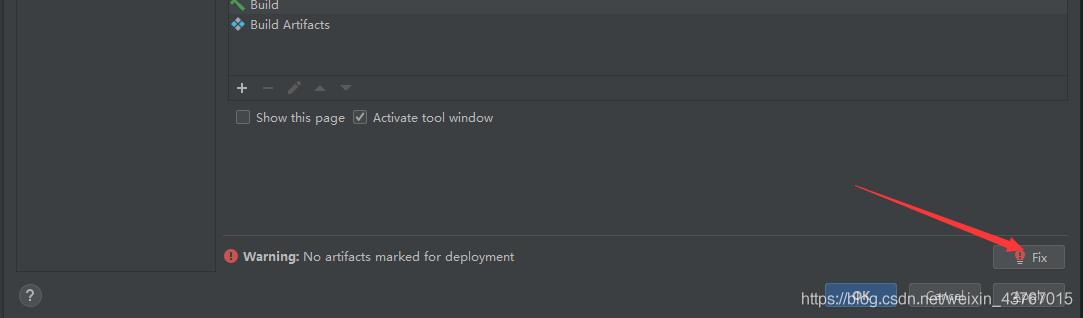 Build
Build Artifacts
Show this page Activate tool window
Warning: No artifacts marked for deployment
Fix
?
OK Cancel Apply
https://blog.csdn.net/weixin_43767015